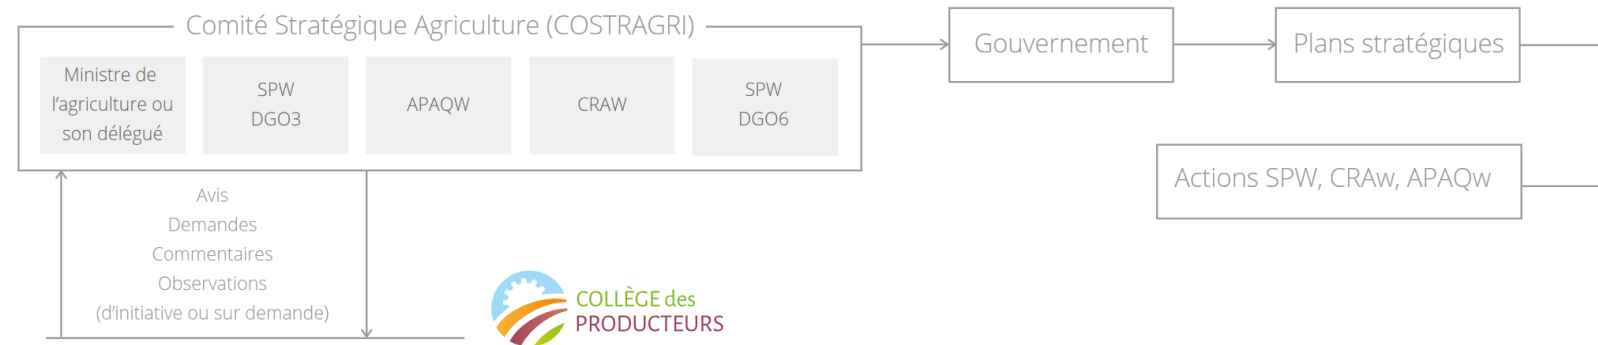 Comité Stratégique Agriculture (COSTRAGRI)
Ministre de
l’agriculture ou
son délégué
SPW
DGO3
APAQW
CRAW
SPW
DGO6
Gouvernement
Plans stratégiques
Actions SPW, CRAw, APAQw
Avis
Demandes
Commentaires
Observations
(d’initiative ou sur demande)
COLLÈGE des
PRODUCTEURS